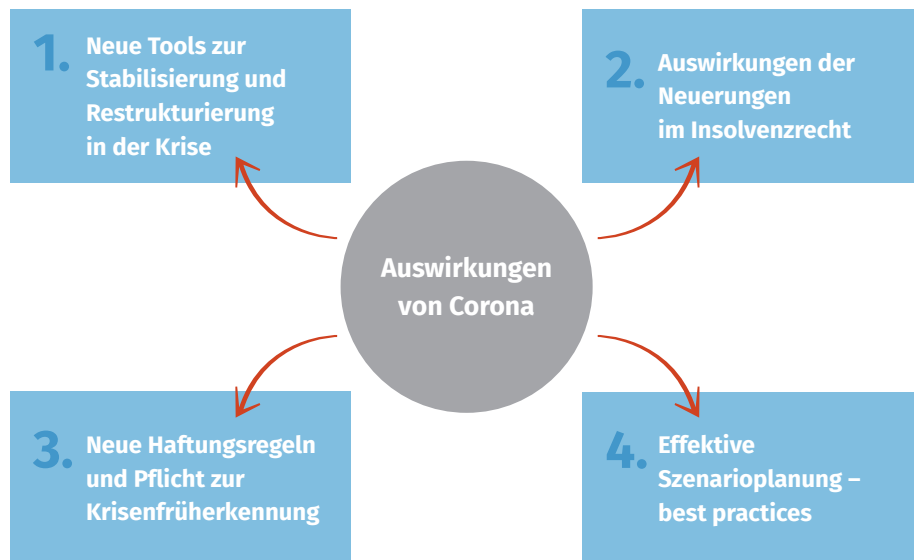 1. Neue Tools zur
Stabilisierung und
Restrukturierung
in der Krise
2. Auswirkungen der
Neuerungen
im Insolvenzrecht
Auswirkungen
von Corona
3. Neue Haftungsregeln
und Pflicht zur
Krisenfrüherkennung
4. Effektive
Szenarioplanung –
best practices